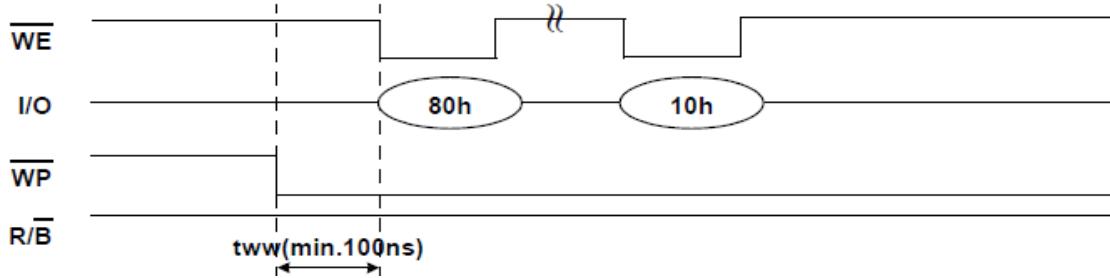 WE
I/O
80h
10h
WP
R/B
tww(min.100ns)